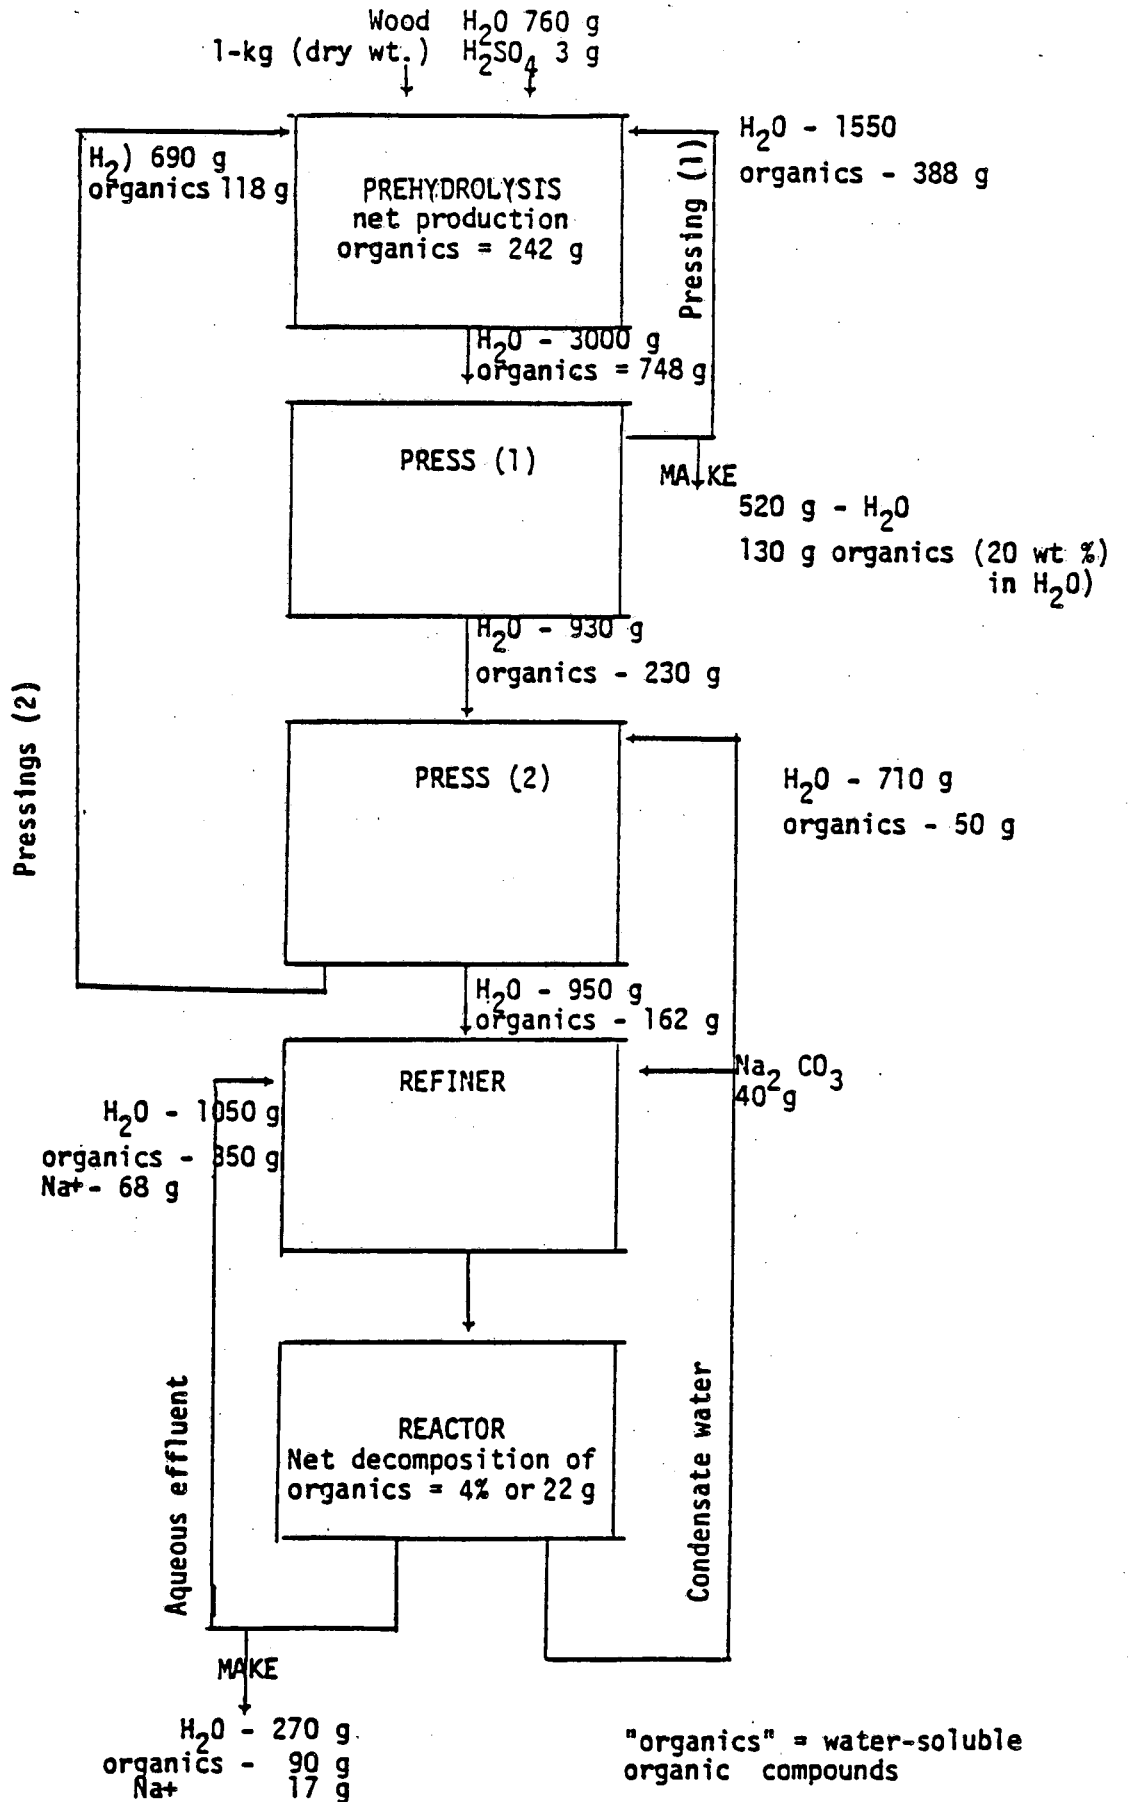 Wood H2O 760 g
1-kg (dry wt.) H2SO4 3 g
H2) 690 g
organics 118 g
PREHYDROLYSIS
net production
organics = 242 g
Pressing (1)
H2O - 1550
organics - 388 g
H2O - 3000 g
organics = 748 g
PRESS (1)
MAKE
520 g - H2O
130 g organics (20 wt %)
in H2O)
H2O - 930 g
organics - 230 g
Pressings (2)
PRESS (2)
H2O - 710 g
organics - 50 g
H2O - 950 g
organics - 162 g
REFINER
Na2 CO3
40 g
H2O - 1050 g
organics - 350 g
Na+- 68 g
Aqueous effluent
REACTOR
Net decomposition of
organics = 4% or 22 g
Condensate water
MAKE
H2O - 270 g
organics - 90 g
Na+ 17 g
"organics" = water-soluble
organic compounds